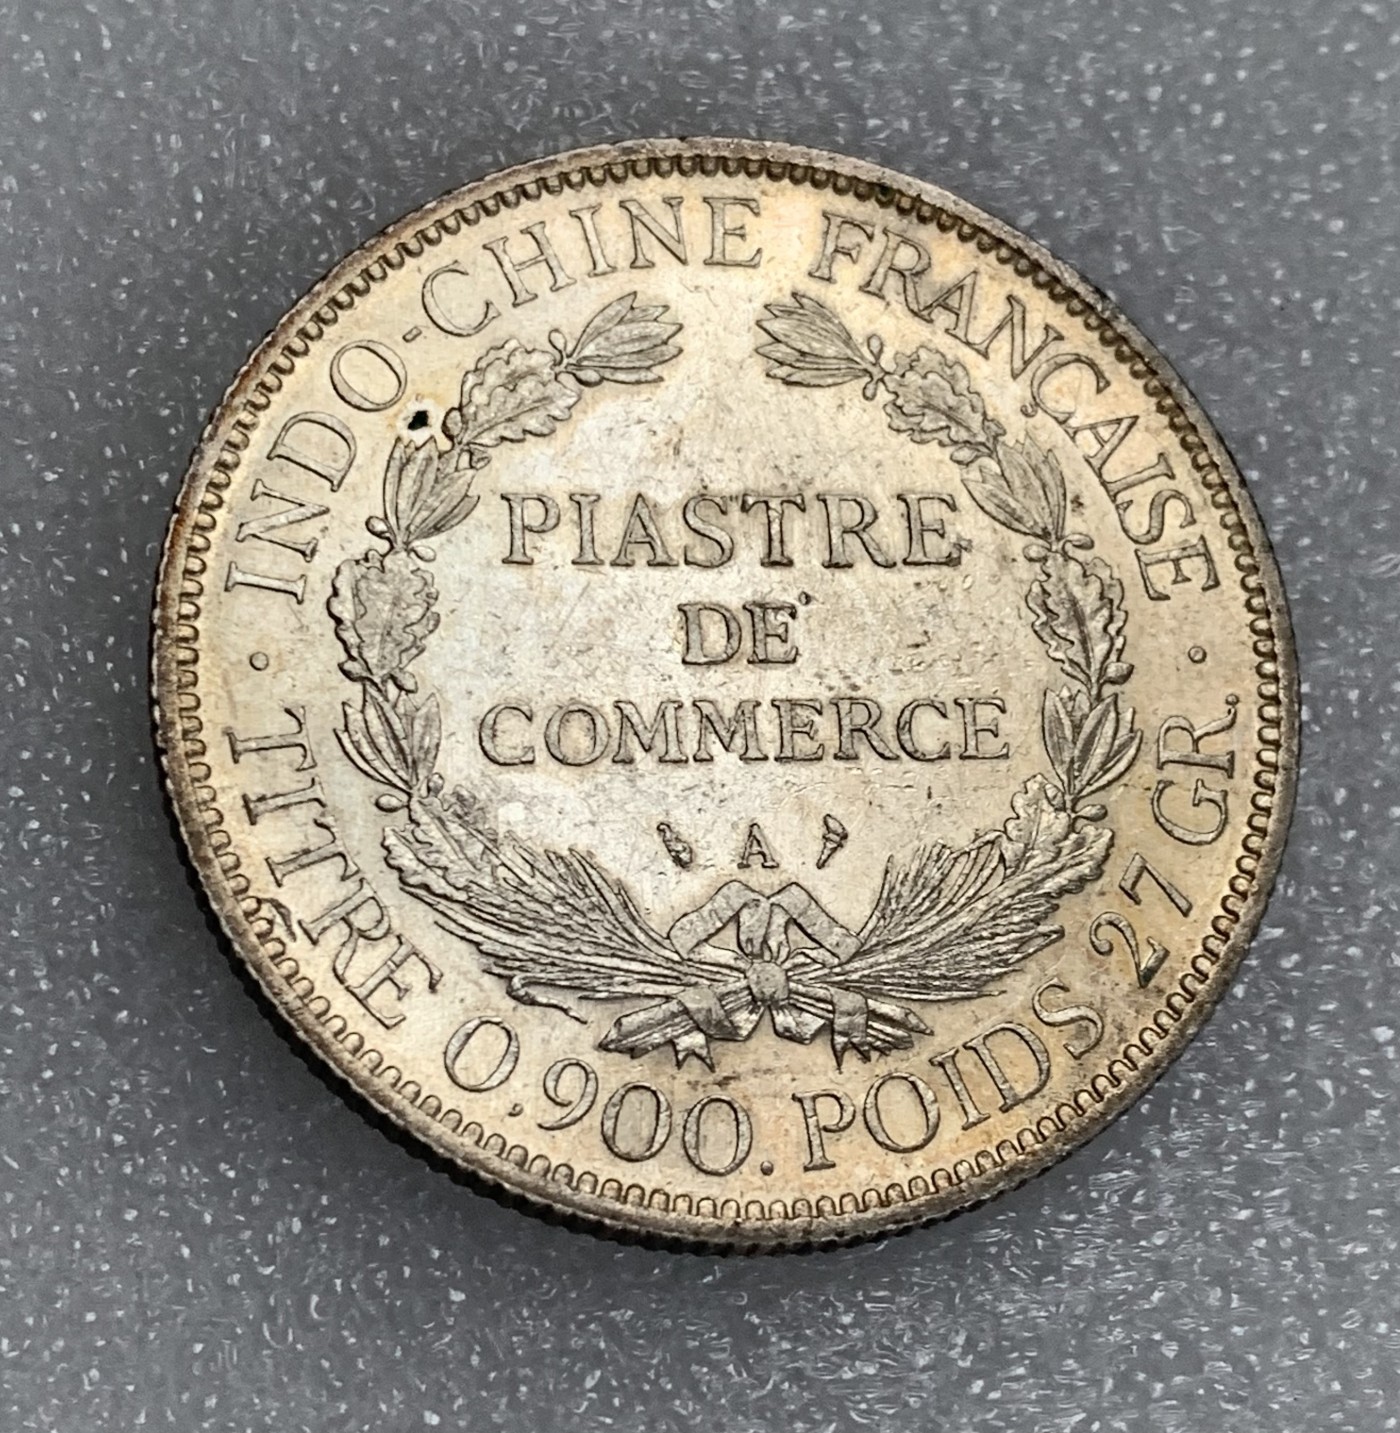 INDO-CHINE FRANÇAISE
PIASTRE
DE
COMMERCE
A
· TITRE 0,900. POIDS 27 GR. ·